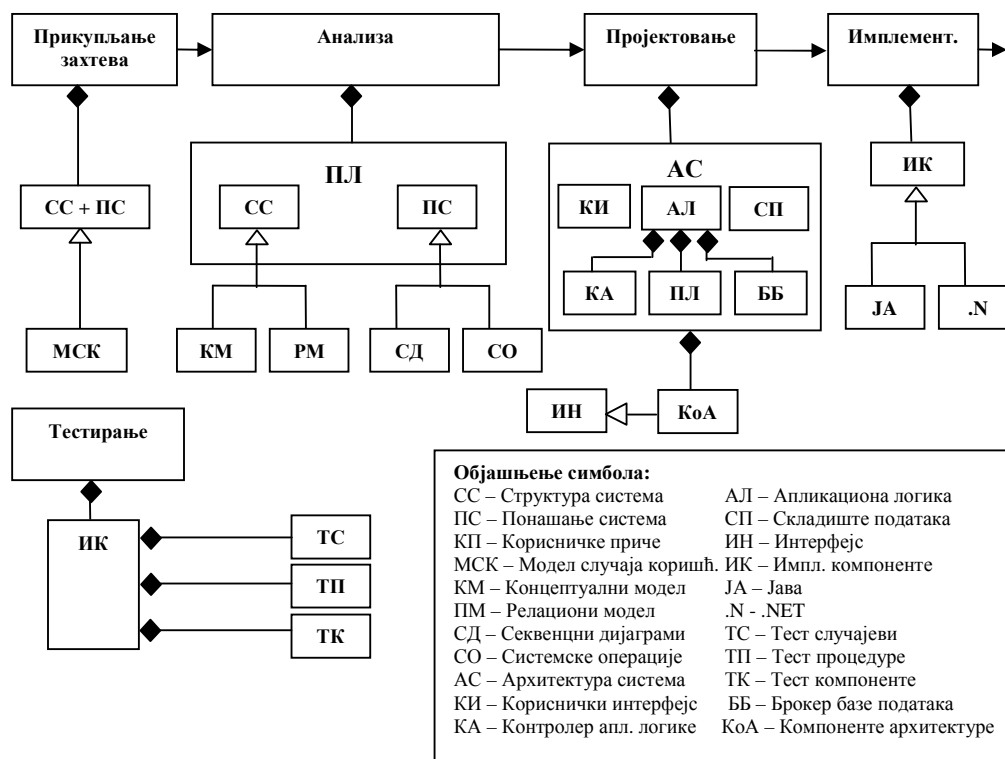 Прикупљање
захтева
Анализа
Пројектовање
Имплемент.
ПЛ
АС
ИК
СС + ПС
СС
ПС
КИ
АЛ
СП
КА
ПЛ
ББ
ЈА
.N
МСК
КМ
РМ
СД
СО
ИН
КоА
Тестирање
ИК
ТС
ТП
ТК
Објашњење симбола:
СС – Структура система
АЛ – Апликациона логика
ПС – Понашање система
СП – Складиште података
КП – Корисничке приче
ИН – Интерфејс
МСК – Модел случаја коришћ.
ИК – Импл. компоненте
КМ – Концептуални модел
ЈА – Јава
ПМ – Релациони модел
.N - .NET
СД – Секвенцни дијаграми
ТС – Тест случајеви
СО – Системске операције
ТП – Тест процедуре
АС – Архитектура система
ТК – Тест компоненте
КИ – Кориснички интерфејс
ББ – Брокер базе података
КА – Контролер апл. логике
КоА – Компоненте архитектуре